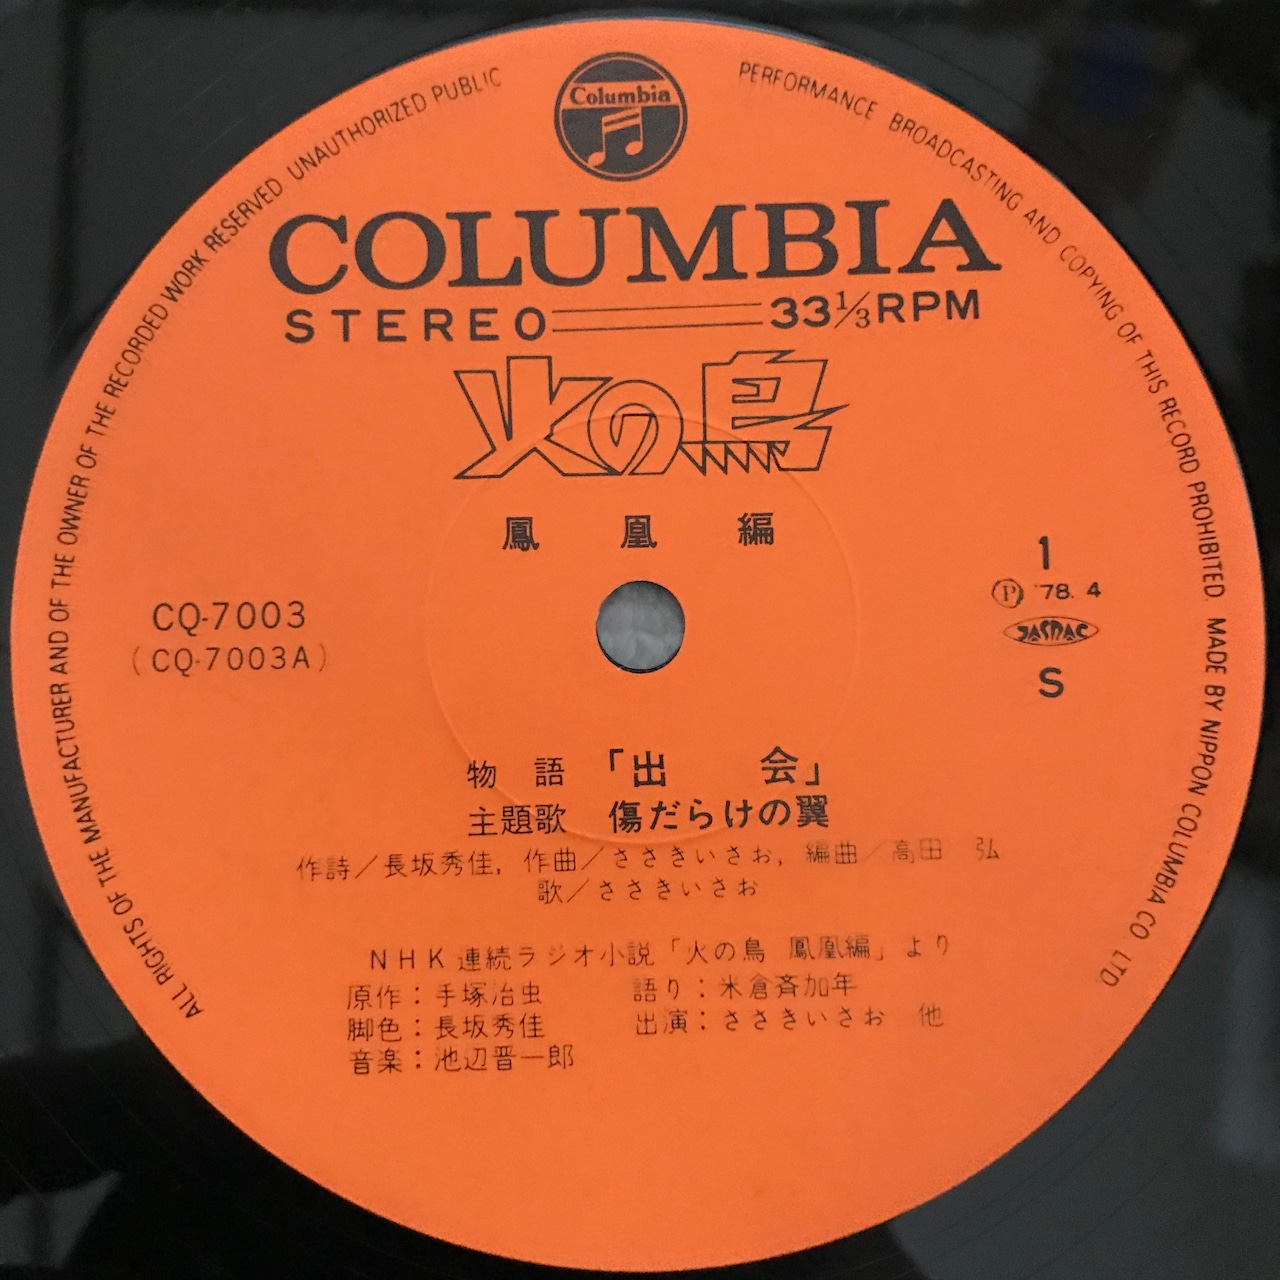 ALL RIGHTS OF THE MANUFACTURER AND OF THE OWNER OF THE RECORDED WORK RESERVED UNAUTHORIZED PUBLIC PERFORMANCE BROADCASTING AND COPYING OF THIS RECORD PROHIBITED. MADE BY NIPPON COLUMBIA CO. LTD.
Columbia
COLUMBIA
STEREO 33⅓RPM
火の鳥
鳳凰編
1
Ⓟ '78. 4
CQ-7003
JASRAC
(CQ-7003A)
S
物語 「出会」
主題歌 傷だらけの翼
作詩/長坂秀佳, 作曲/ささきいさお, 編曲/高田 弘
歌/ささきいさお
NHK連続ラジオ小説「火の鳥 鳳凰編」より
原作:手塚治虫 語り:米倉斉加年
脚色:長坂秀佳 出演:ささきいさお 他
音楽:池辺晋一郎